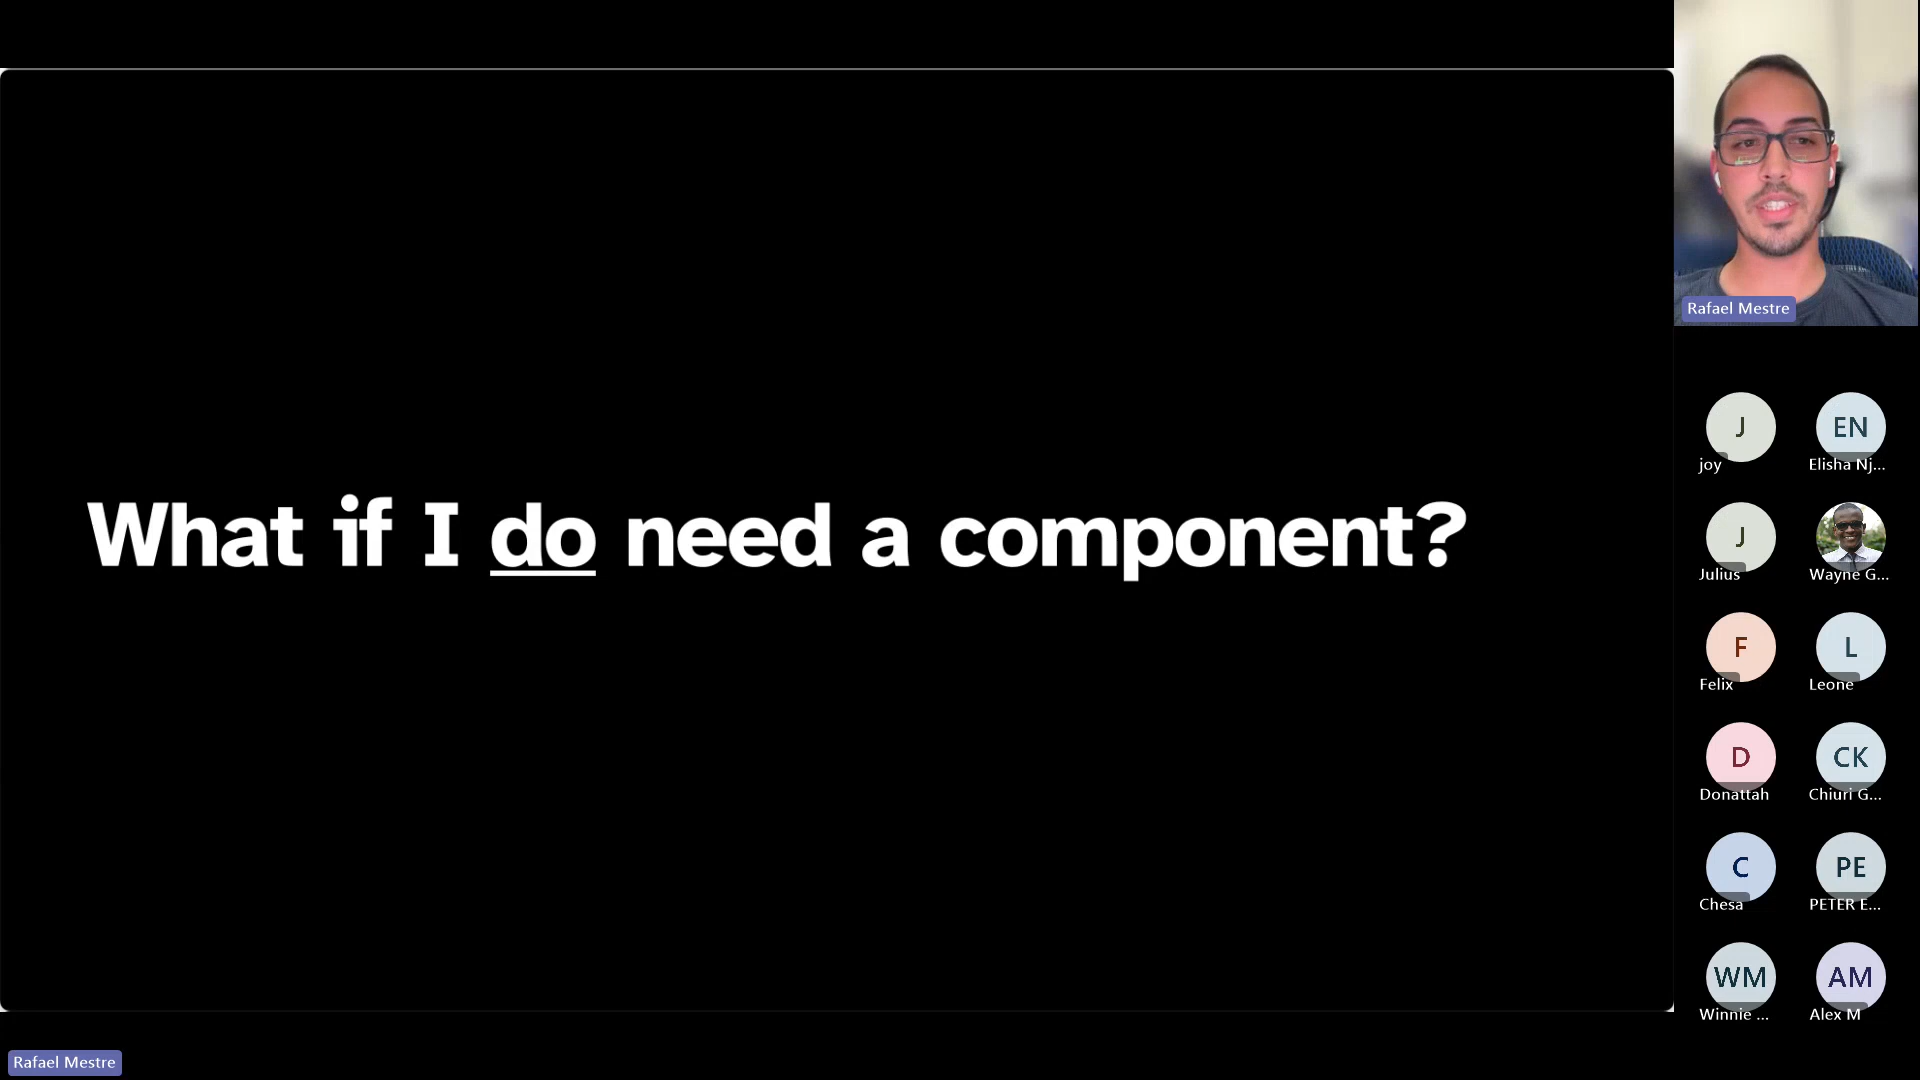 What if I do need a component?
Rafael Mestre
J
joy
EN
Elisha Nj...
J
Julius
Wayne G...
F
Felix
L
Leone
D
Donattah
CK
Chiuri G...
C
Chesa
PE
PETER E...
WM
Winnie ...
AM
Alex M
Rafael Mestre